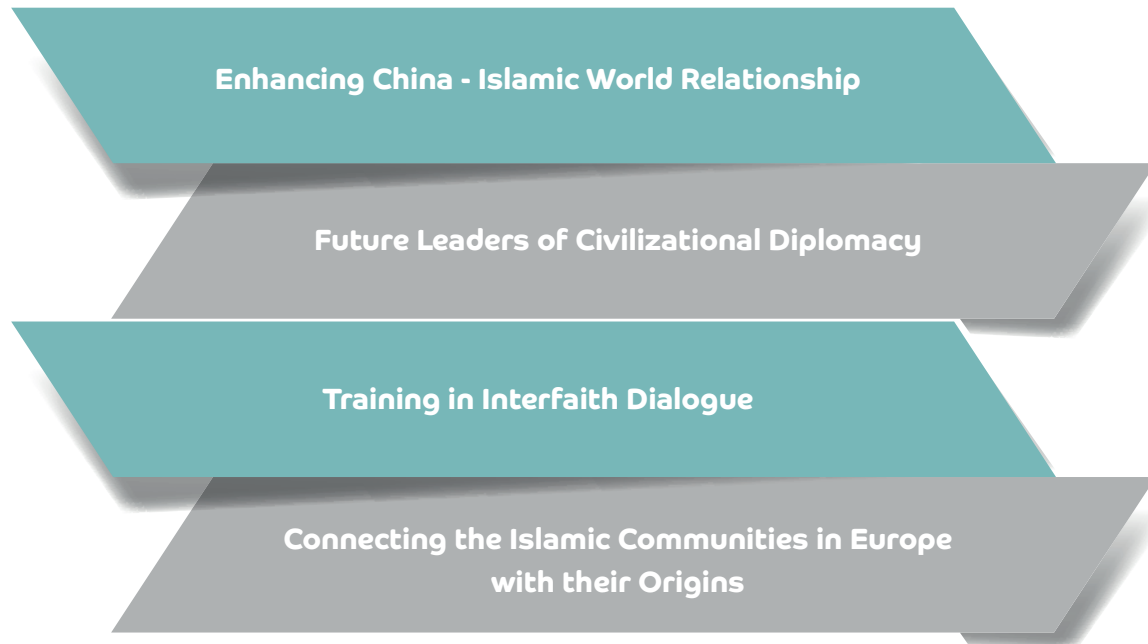 Enhancing China - Islamic World Relationship
Future Leaders of Civilizational Diplomacy
Training in Interfaith Dialogue
Connecting the Islamic Communities in Europe
with their Origins